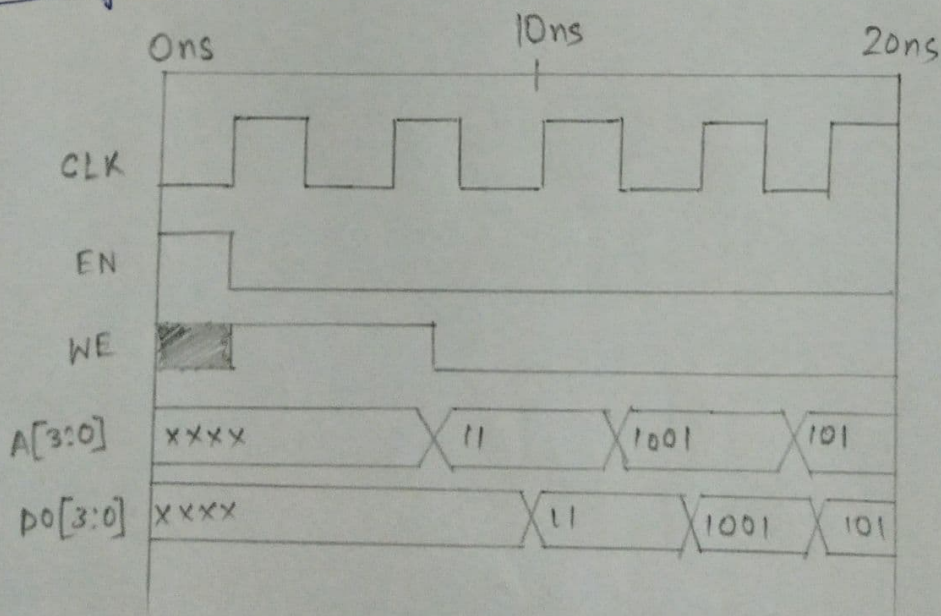 0ns 10ns 20ns
CLK
EN
WE
A[3:0] xxxx 11 1001 101
DO[3:0] xxxx 11 1001 101